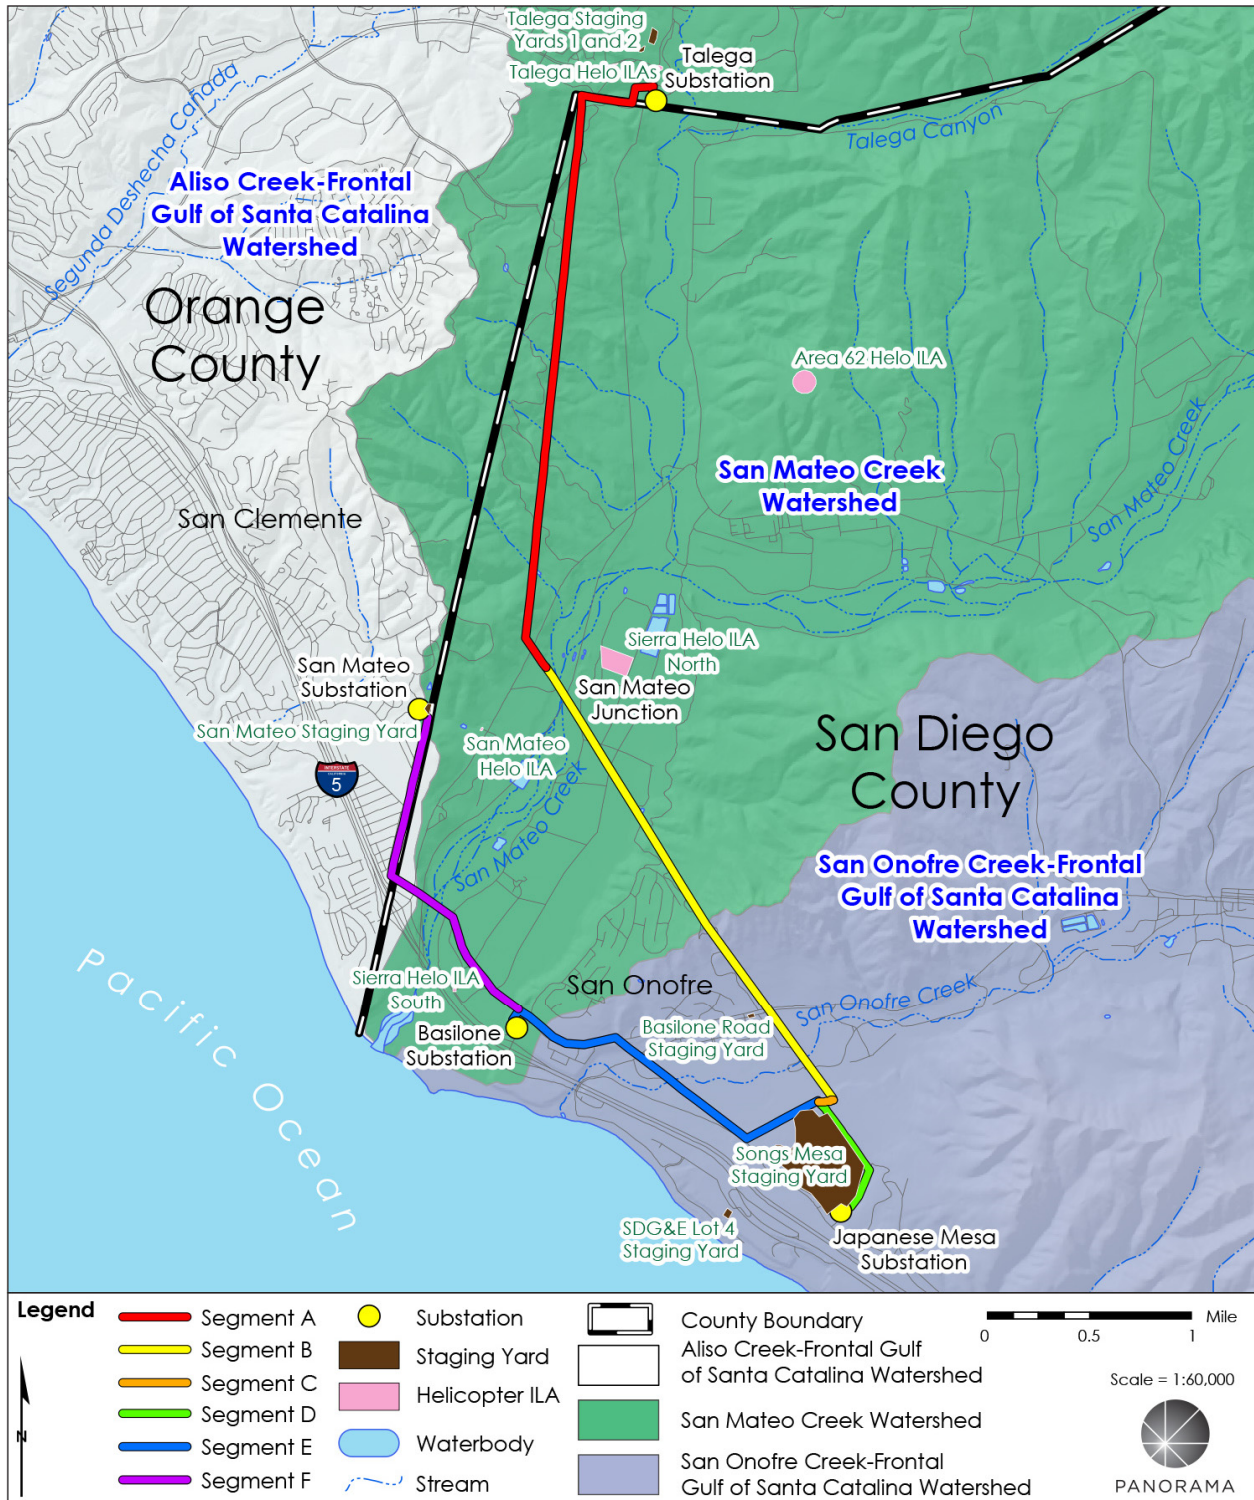 Talega Staging
Yards 1 and 2
Talega Helo ILAs
Talega
Substation
Talega Canyon
Segunda Deshecha Cañada
Aliso Creek-Frontal
Gulf of Santa Catalina
Watershed
Orange
County
Area 62 Helo ILA
San Mateo Creek
Watershed
San Mateo Creek
San Clemente
San Mateo
Substation
San Mateo Staging Yard
Sierra Helo ILA
North
San Mateo
Junction
San Mateo
Helo ILA
INTERSTATE
CALIFORNIA
5
San Mateo Creek
San Diego
County
San Onofre Creek-Frontal
Gulf of Santa Catalina
Watershed
Pacific Ocean
Sierra Helo ILA
South
San Onofre
San Onofre Creek
Basilone
Substation
Basilone Road
Staging Yard
Songs Mesa
Staging Yard
SDG&E Lot 4
Staging Yard
Japanese Mesa
Substation
Legend
N
Segment A
Segment B
Segment C
Segment D
Segment E
Segment F
Substation
Staging Yard
Helicopter ILA
Waterbody
Stream
County Boundary
Aliso Creek-Frontal Gulf
of Santa Catalina Watershed
San Mateo Creek Watershed
San Onofre Creek-Frontal
Gulf of Santa Catalina Watershed
Mile
0 0.5 1
Scale = 1:60,000
PANORAMA